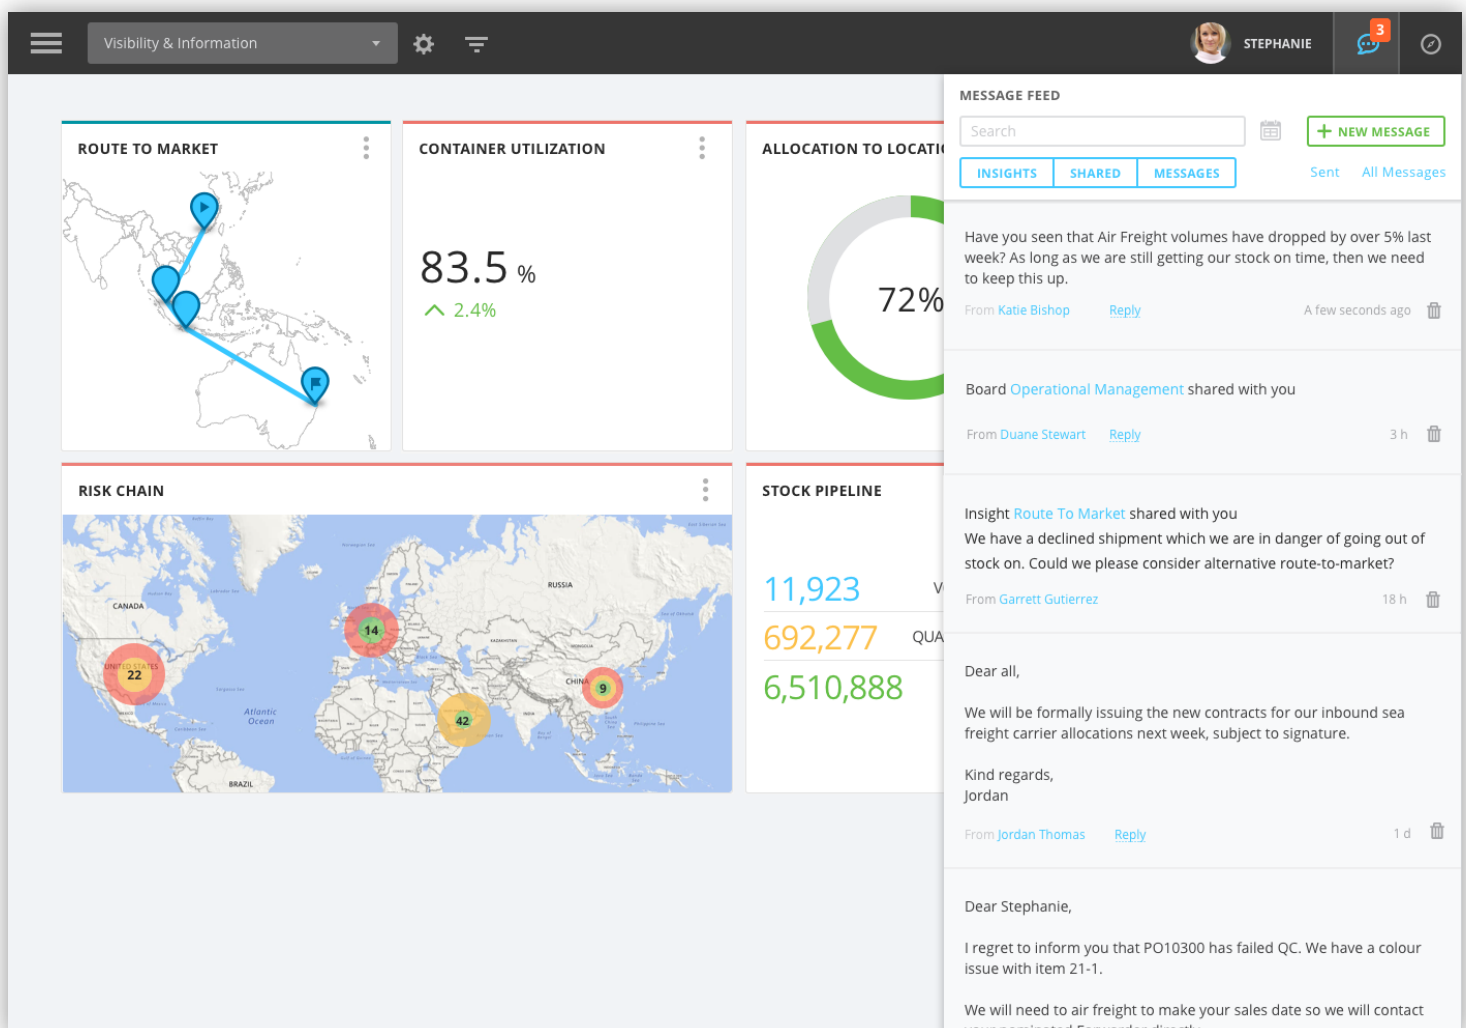 Visibility & Information
STEPHANIE
3
ROUTE TO MARKET
CONTAINER UTILIZATION
83.5 %
2.4%
ALLOCATION TO LOCATI
72%
RISK CHAIN
RUSSIA
CANADA
UNITED STATES
CHINA
Atlantic
Ocean
BRAZIL
14
22
9
42
STOCK PIPELINE
11,923
692,277 QUA
6,510,888
MESSAGE FEED
Search
NEW MESSAGE
INSIGHTS SHARED MESSAGES
Sent All Messages
Have you seen that Air Freight volumes have dropped by over 5% last
week? As long as we are still getting our stock on time, then we need
to keep this up.
From Katie Bishop Reply A few seconds ago
Board Operational Management shared with you
From Duane Stewart Reply 3 h
Insight Route To Market shared with you
We have a declined shipment which we are in danger of going out of
stock on. Could we please consider alternative route-to-market?
From Garrett Gutierrez 18 h
Dear all,
We will be formally issuing the new contracts for our inbound sea
freight carrier allocations next week, subject to signature.
Kind regards,
Jordan
From Jordan Thomas Reply 1 d
Dear Stephanie,
I regret to inform you that PO10300 has failed QC. We have a colour
issue with item 21-1.
We will need to air freight to make your sales date so we will contact